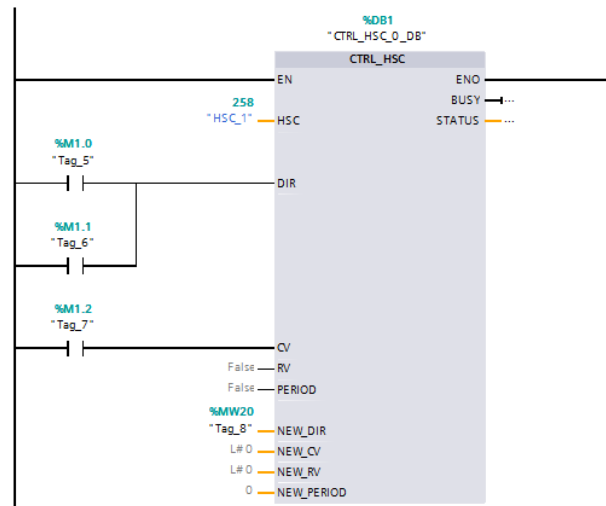 %DB1
"CTRL_HSC_0_DB"
CTRL_HSC
EN ENO
BUSY ...
258
"HSC_1" HSC STATUS ...
%M1.0
"Tag_5"
DIR
%M1.1
"Tag_6"
%M1.2
"Tag_7"
CV
False RV
False PERIOD
%MW20
"Tag_8" NEW_DIR
L#0 NEW_CV
L#0 NEW_RV
0 NEW_PERIOD